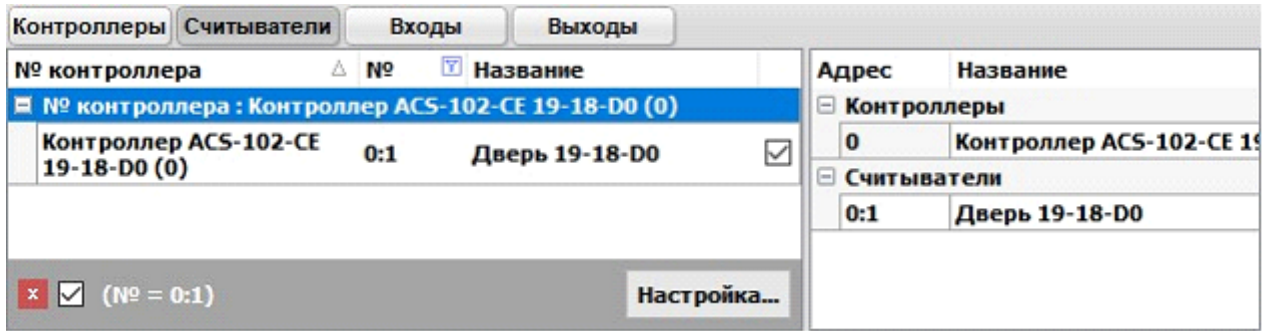 Контроллеры Считыватели Входы Выходы
№ контроллера № Название
№ контроллера : Контроллер ACS-102-CE 19-18-D0 (0)
Контроллер ACS-102-CE
19-18-D0 (0)
0:1 Дверь 19-18-D0
(№ = 0:1) Настройка...
Адрес Название
Контроллеры
0 Контроллер ACS-102-CE 19
Считыватели
0:1 Дверь 19-18-D0